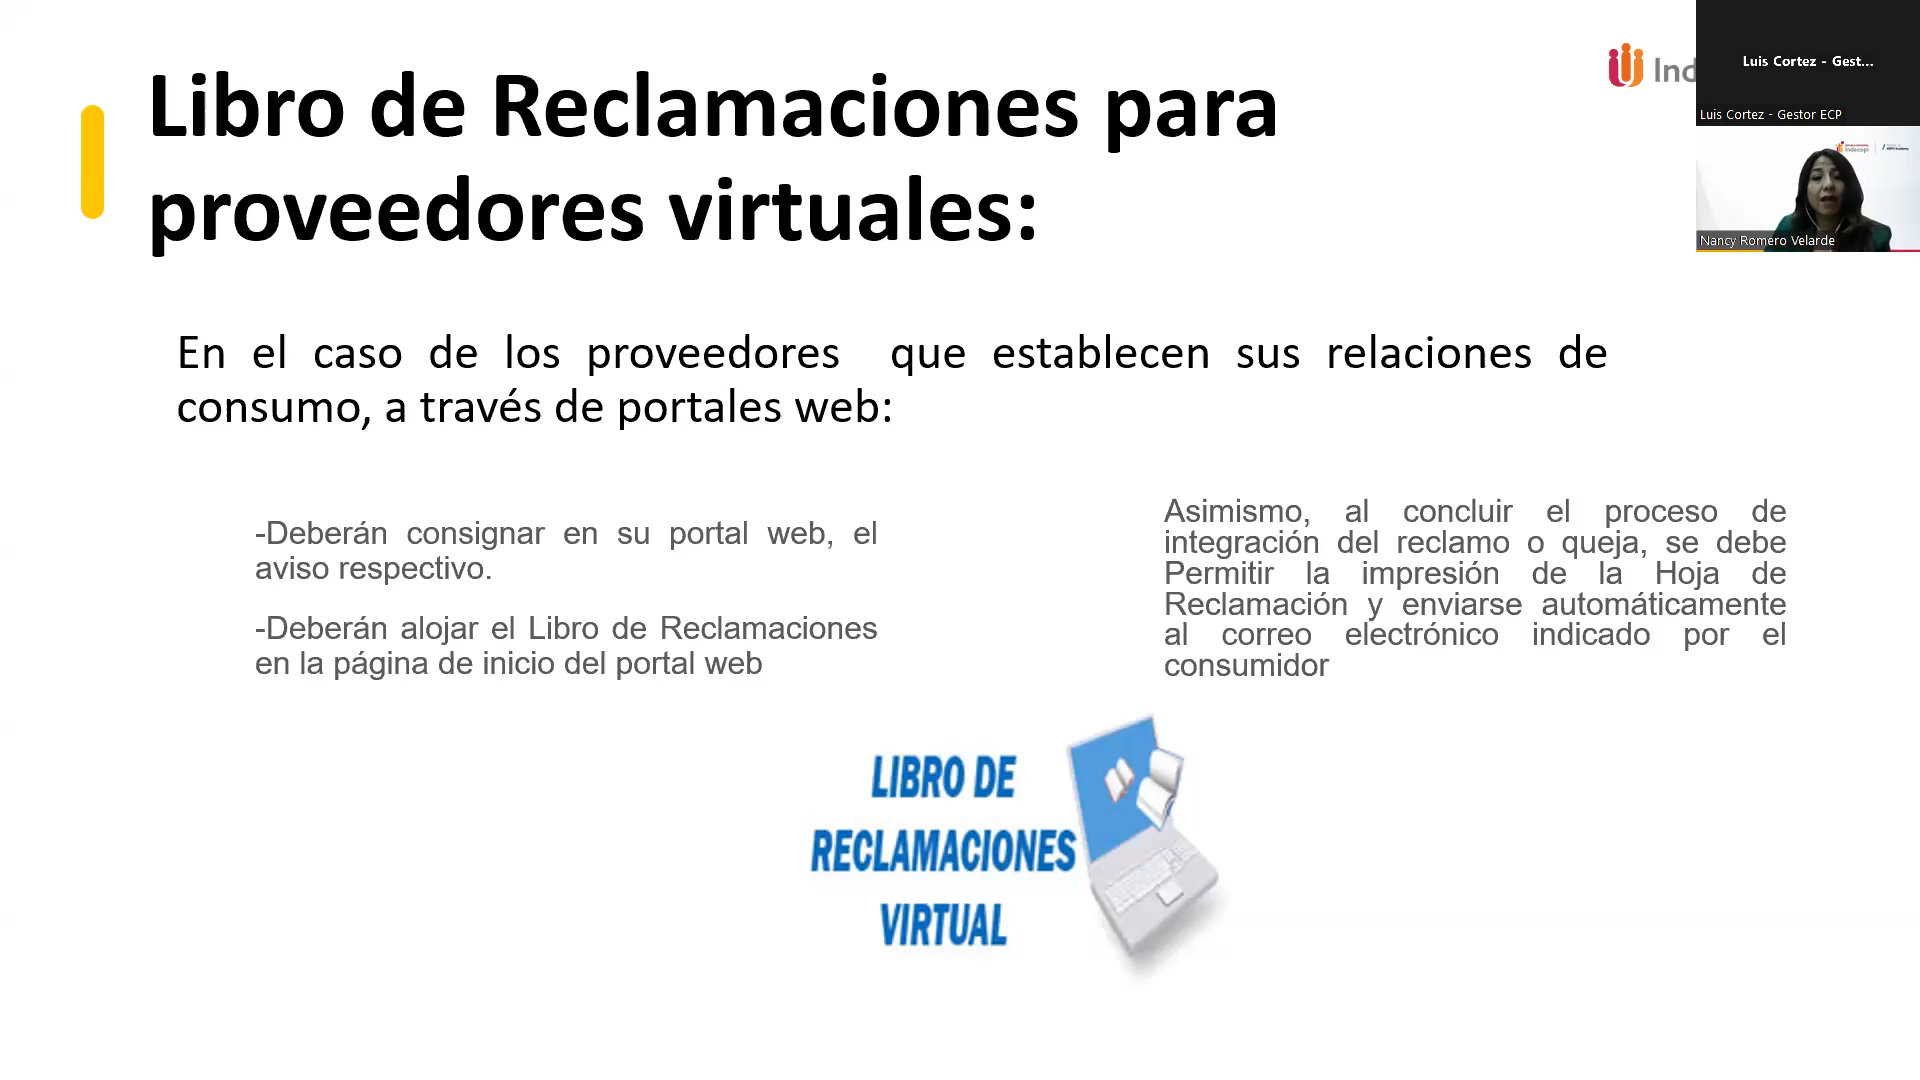 Libro de Reclamaciones para
proveedores virtuales:
Ind
Luis Cortez - Gest...
Luis Cortez - Gestor ECP
Indecopi
Nancy Romero Velarde
En el caso de los proveedores que establecen sus relaciones de
consumo, a través de portales web:
-Deberán consignar en su portal web, el
aviso respectivo.
-Deberán alojar el Libro de Reclamaciones
en la página de inicio del portal web
Asimismo, al concluir el proceso de
integración del reclamo o queja, se debe
Permitir la impresión de la Hoja de
Reclamación y enviarse automáticamente
al correo electrónico indicado por el
consumidor
LIBRO DE
RECLAMACIONES
VIRTUAL